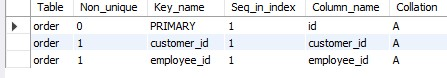 Table Non_unique Key_name Seq_in_index Column_name Collation
order 0 PRIMARY 1 id A
order 1 customer_id 1 customer_id A
order 1 employee_id 1 employee_id A